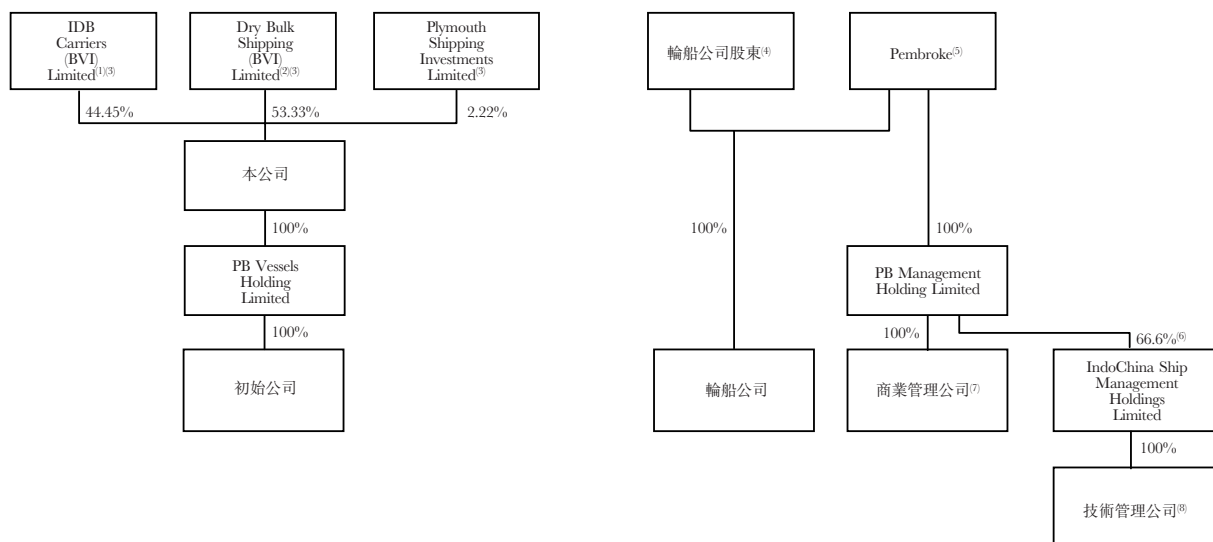 IDB
Carriers
(BVI)
Limited(1)(3)
Dry Bulk
Shipping
(BVI)
Limited(2)(3)
Plymouth
Shipping
Investments
Limited(3)
輪船公司股東(4)
Pembroke(5)
44.45%
53.33%
2.22%
本公司
100%
100%
100%
PB Vessels
Holding
Limited
PB Management
Holding Limited
100%
100%
66.6%(6)
初始公司
輪船公司
商業管理公司(7)
IndoChina Ship
Management
Holdings
Limited
100%
技術管理公司(8)